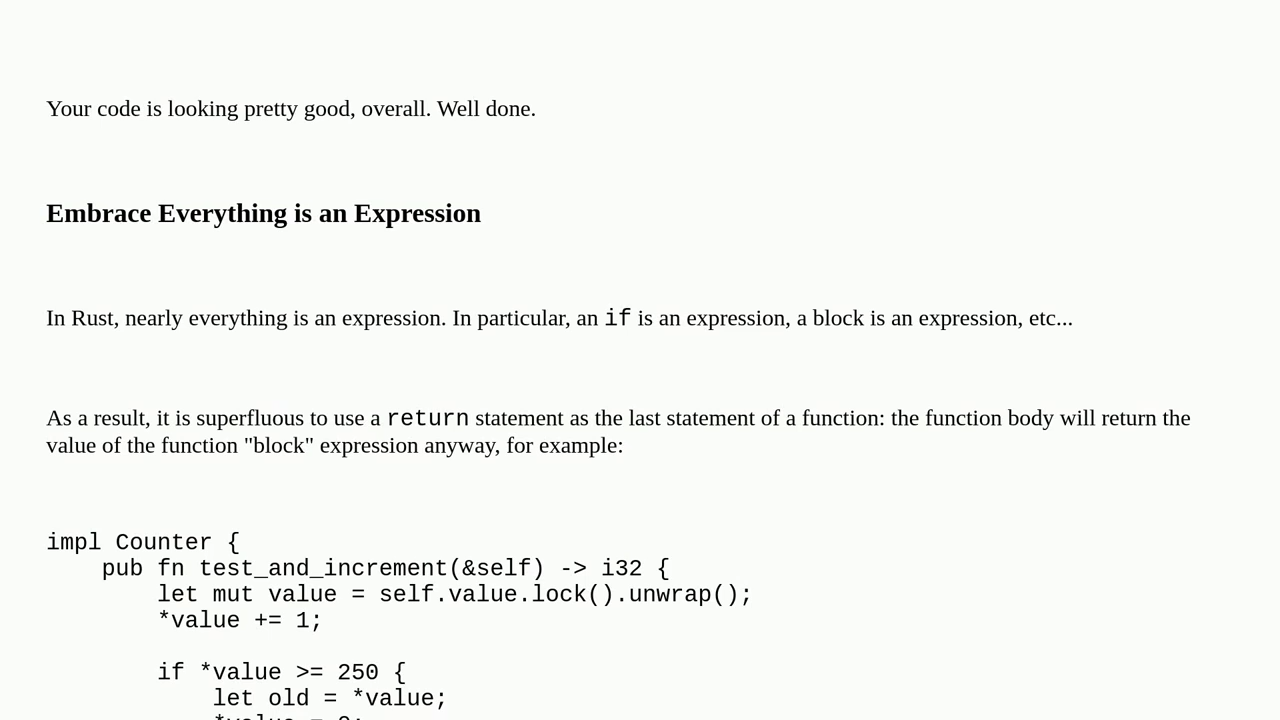 Your code is looking pretty good, overall. Well done.
Embrace Everything is an Expression
In Rust, nearly everything is an expression. In particular, an if is an expression, a block is an expression, etc...
As a result, it is superfluous to use a return statement as the last statement of a function: the function body will return the
value of the function "block" expression anyway, for example:
impl Counter {
    pub fn test_and_increment(&self) -> i32 {
        let mut value = self.value.lock().unwrap();
        *value += 1;

        if *value >= 250 {
            let old = *value;
            *value = 0;